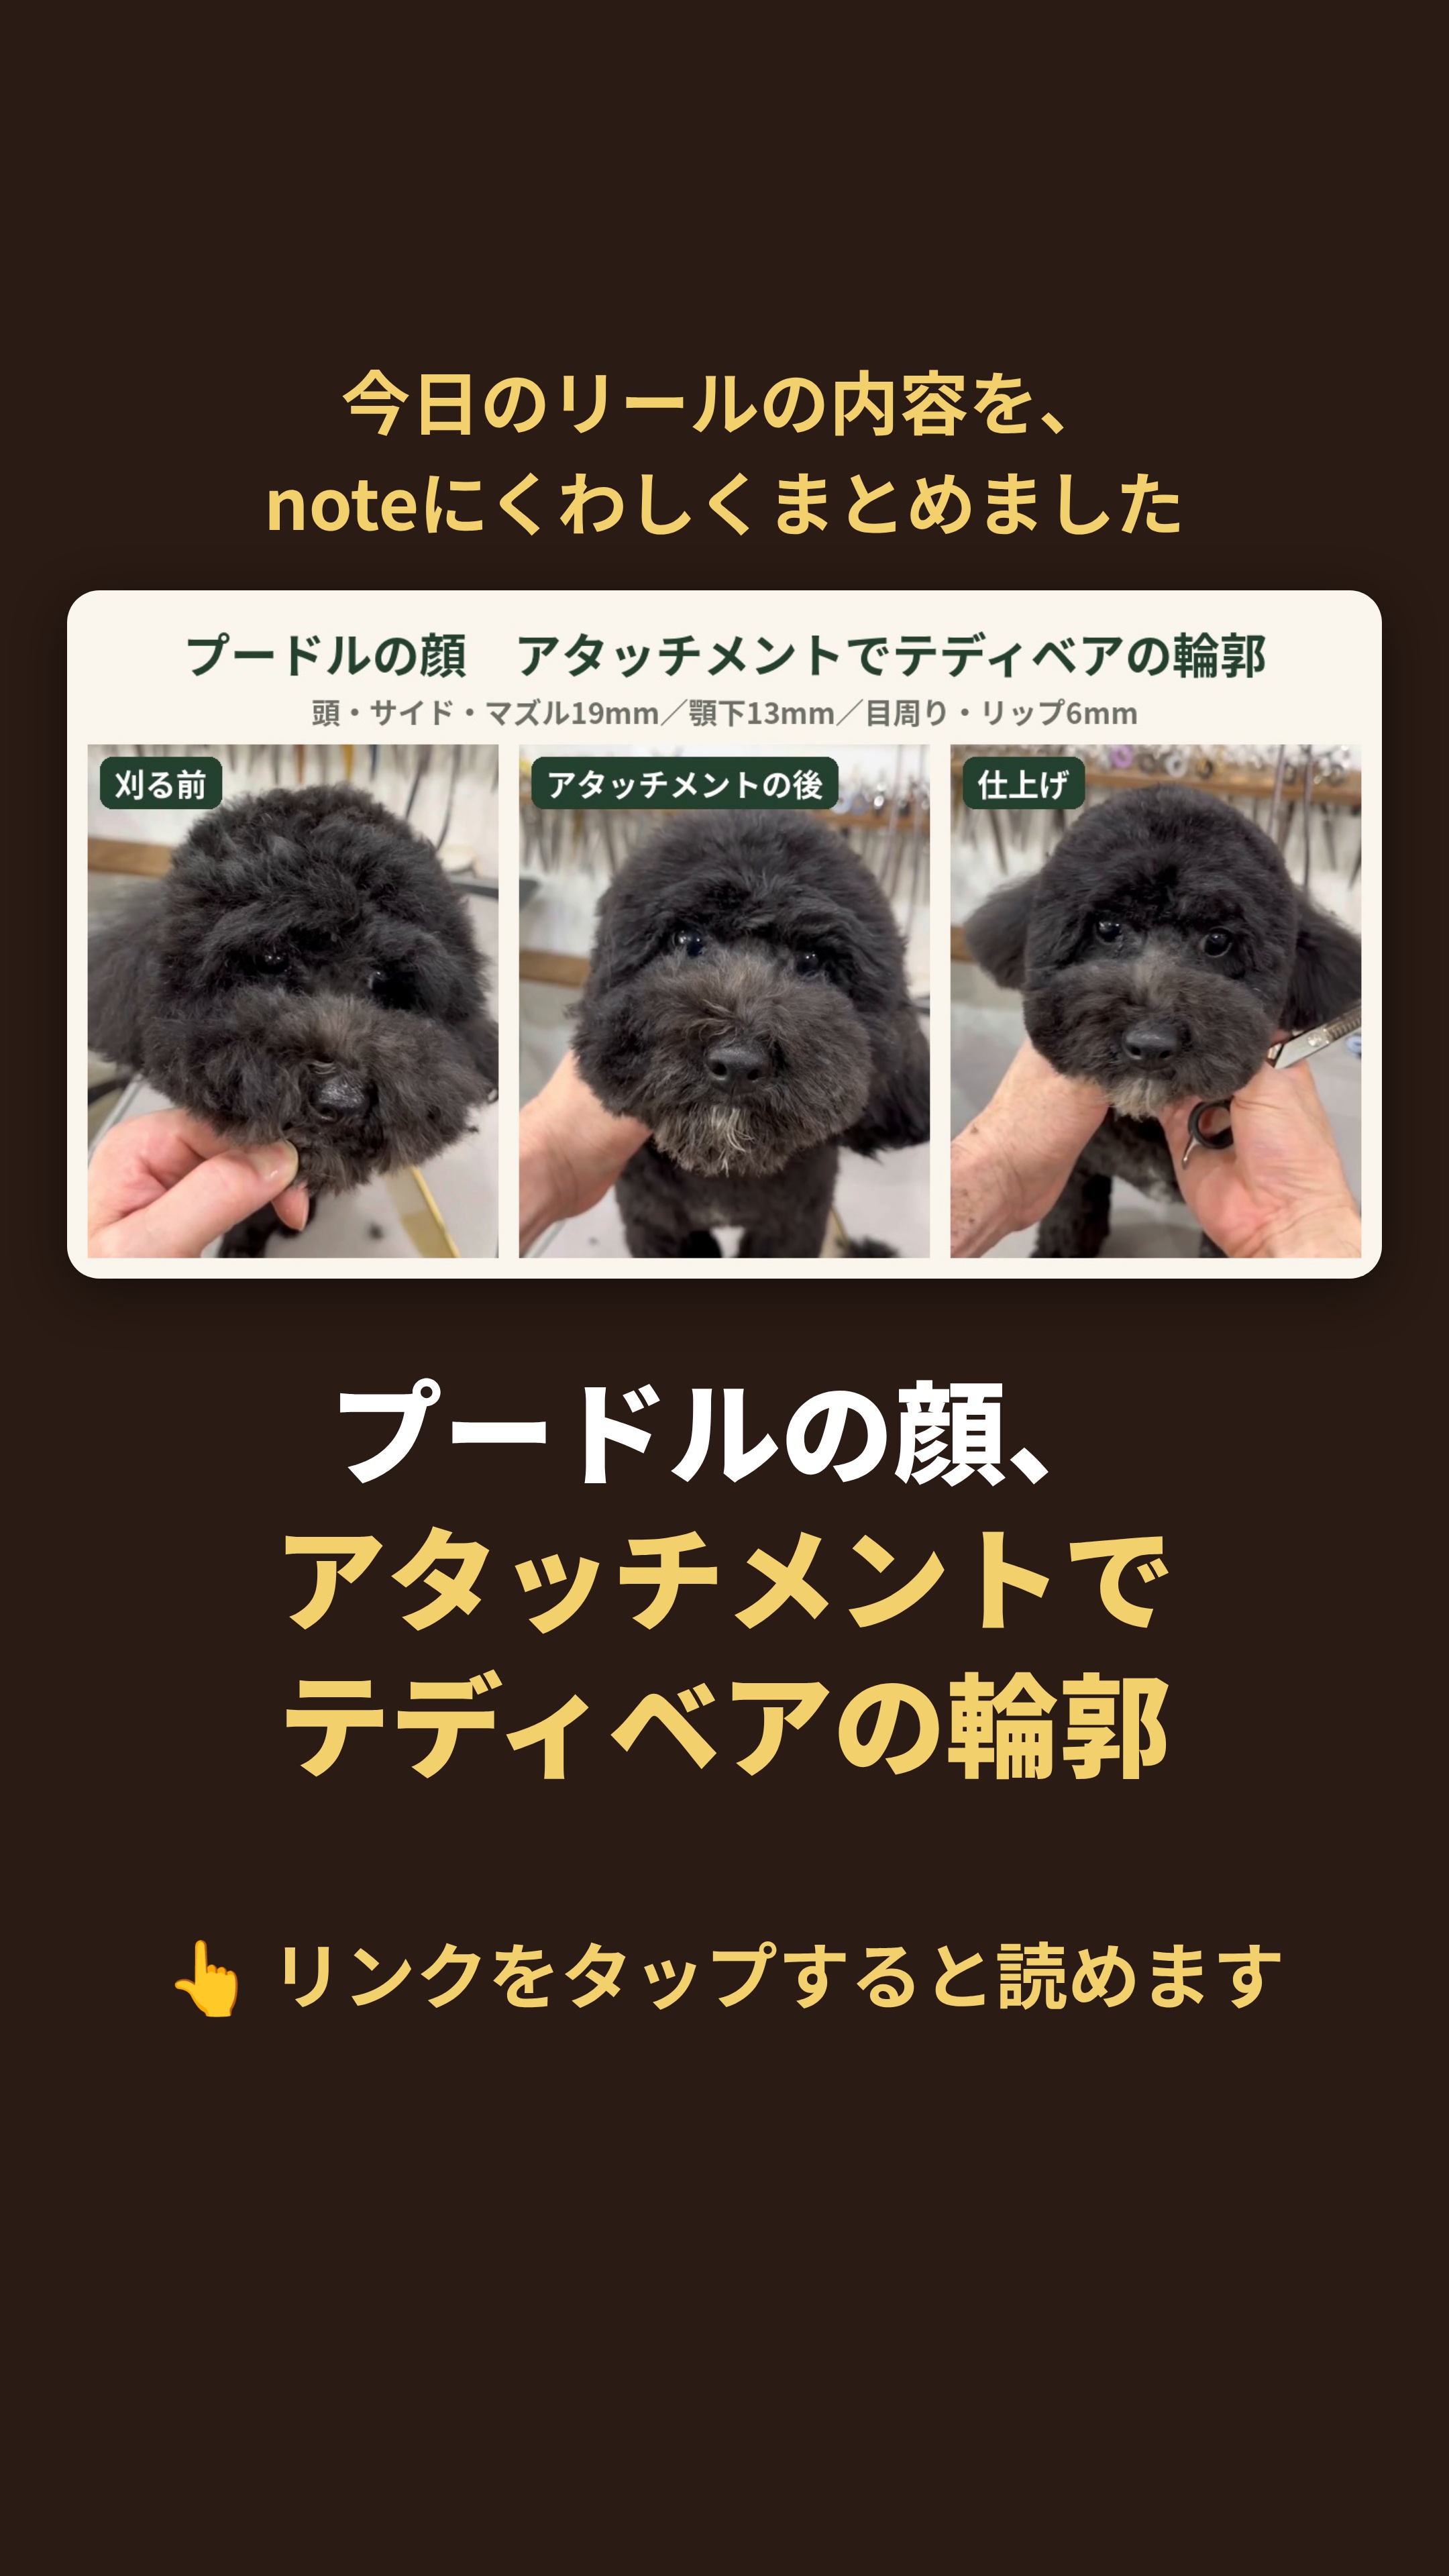 今日のリールの内容を、
noteにくわしくまとめました
プードルの顔　アタッチメントでテディベアの輪郭
頭・サイド・マズル19mm／顎下13mm／目周り・リップ6mm
刈る前
アタッチメントの後
仕上げ
プードルの顔、
アタッチメントで
テディベアの輪郭
👆 リンクをタップすると読めます